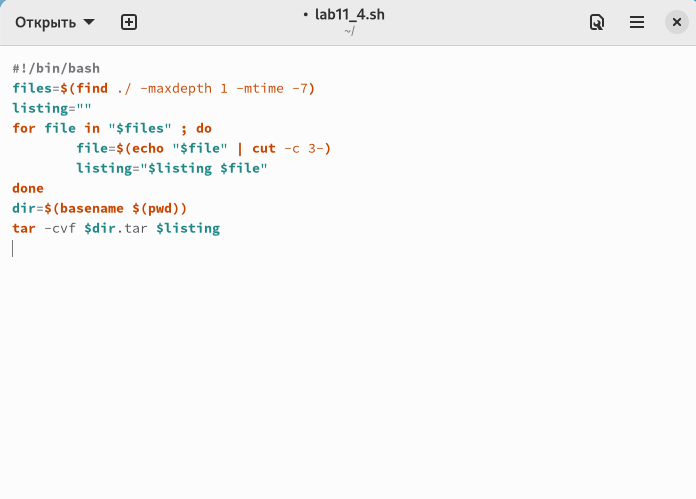 Открыть
• lab11_4.sh
~/
#!/bin/bash
files=$(find ./ -maxdepth 1 -mtime -7)
listing=""
for file in "$files" ; do
        file=$(echo "$file" | cut -c 3-)
        listing="$listing $file"
done
dir=$(basename $(pwd))
tar -cvf $dir.tar $listing